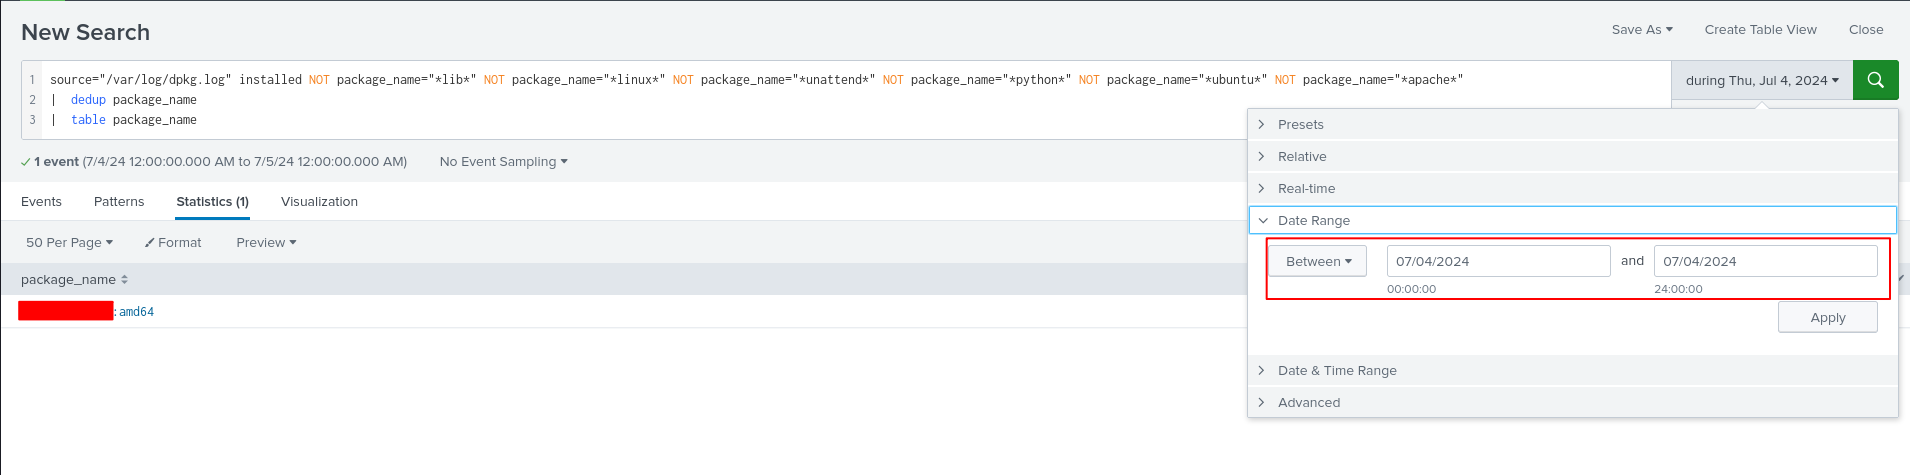 New Search
Save As Create Table View Close
1 source="/var/log/dpkg.log" installed NOT package_name="*lib*" NOT package_name="*linux*" NOT package_name="*unattend*" NOT package_name="*python*" NOT package_name="*ubuntu*" NOT package_name="*apache*"
2 | dedup package_name
3 | table package_name
during Thu, Jul 4, 2024
1 event (7/4/24 12:00:00.000 AM to 7/5/24 12:00:00.000 AM) No Event Sampling
Events Patterns Statistics (1) Visualization
50 Per Page Format Preview
package_name
:amd64
Presets
Relative
Real-time
Date Range
Between 07/04/2024 and 07/04/2024
00:00:00 24:00:00
Apply
Date & Time Range
Advanced